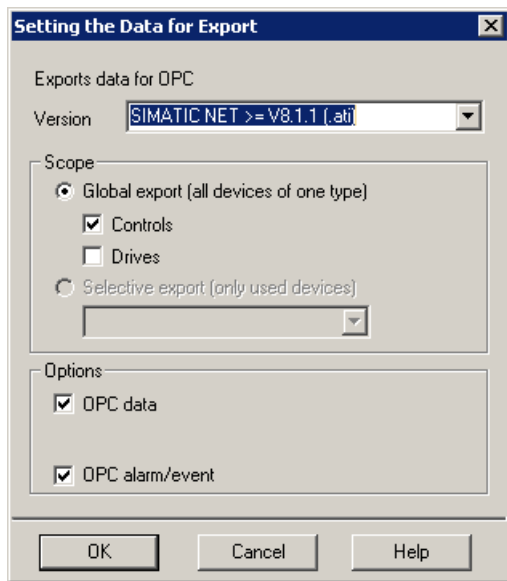 Setting the Data for Export
Exports data for OPC
Version SIMATIC NET >= V8.1.1 (.ati)
Scope
Global export (all devices of one type)
Controls
Drives
Selective export (only used devices)
Options
OPC data
OPC alarm/event
OK Cancel Help